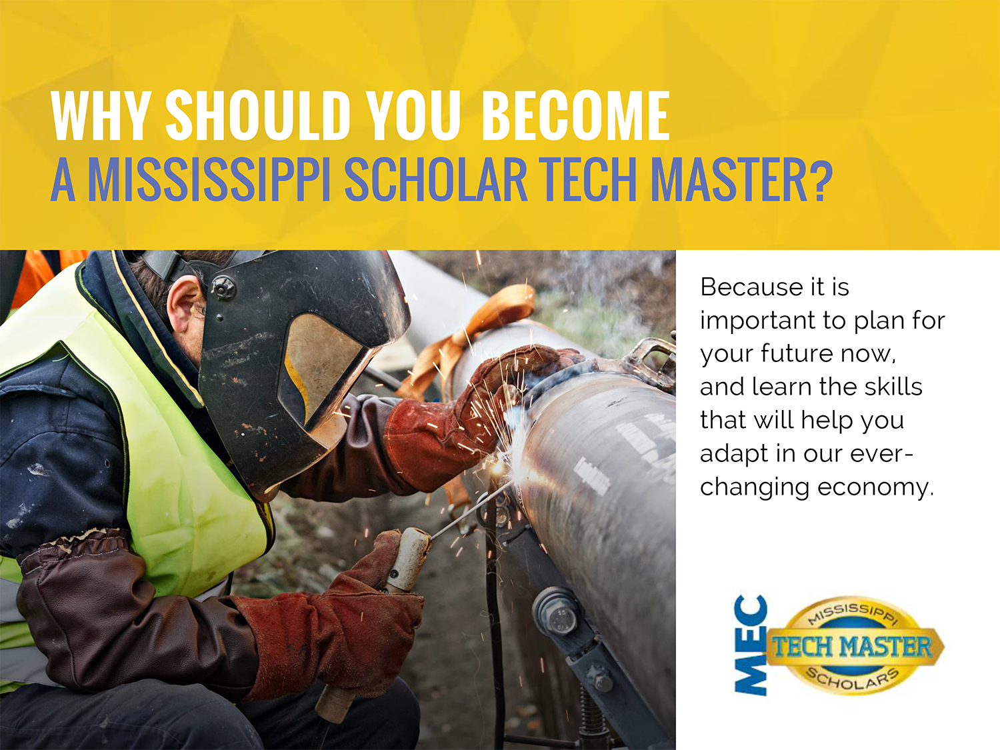 WHY SHOULD YOU BECOME
A MISSISSIPPI SCHOLAR TECH MASTER?
Because it is
important to plan for
your future now,
and learn the skills
that will help you
adapt in our ever-
changing economy.
MEC
MISSISSIPPI
TECH MASTER
SCHOLARS